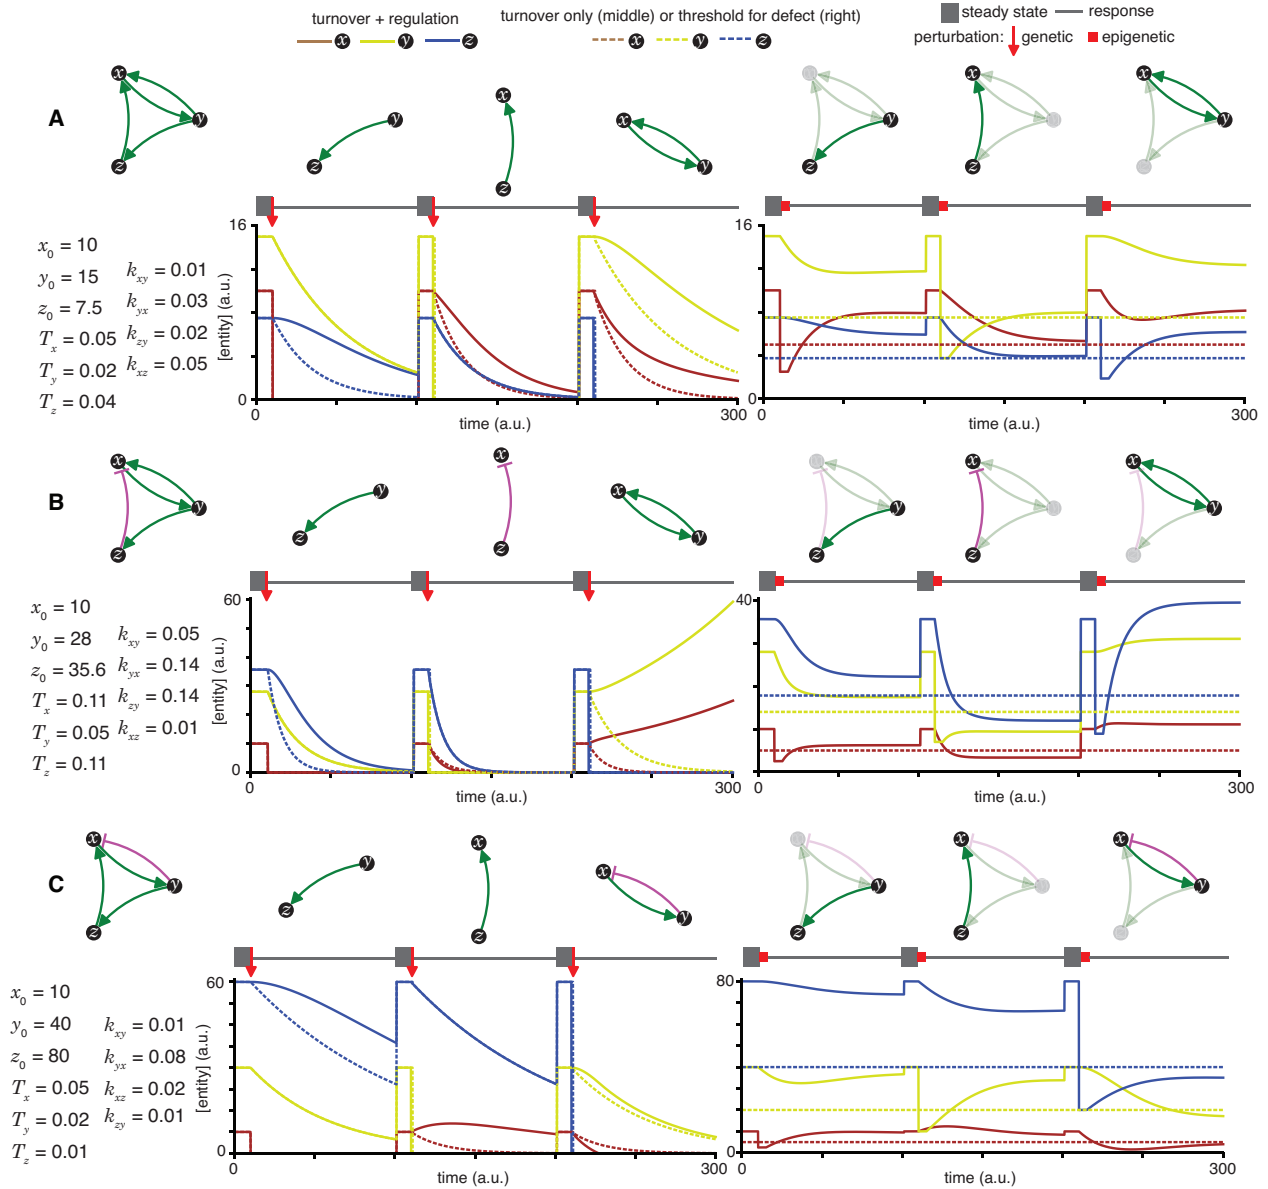 turnover + regulation
x y z
turnover only (middle) or threshold for defect (right)
x y z
steady state response
perturbation: genetic epigenetic
A
x y z
y z
x z
x y
x y z
x y z
x y z
x0 = 10
y0 = 15
z0 = 7.5
Tx = 0.05
Ty = 0.02
Tz = 0.04
kxy = 0.01
kyx = 0.03
kzy = 0.02
kxz = 0.05
[entity] (a.u.)
16
0
0 300
time (a.u.)
16
0
0 300
time (a.u.)
B
x y z
y z
x z
x y
x y z
x y z
x y z
x0 = 10
y0 = 28
z0 = 35.6
Tx = 0.11
Ty = 0.05
Tz = 0.11
kxy = 0.05
kyx = 0.14
kzy = 0.14
kxz = 0.01
[entity] (a.u.)
60
0
0 300
time (a.u.)
40
0
0 300
time (a.u.)
C
x y z
y z
x z
x y
x y z
x y z
x y z
x0 = 10
y0 = 40
z0 = 80
Tx = 0.05
Ty = 0.02
Tz = 0.01
kxy = 0.01
kyx = 0.08
kxz = 0.02
kzy = 0.01
[entity] (a.u.)
60
0
0 300
time (a.u.)
80
0
0 300
time (a.u.)